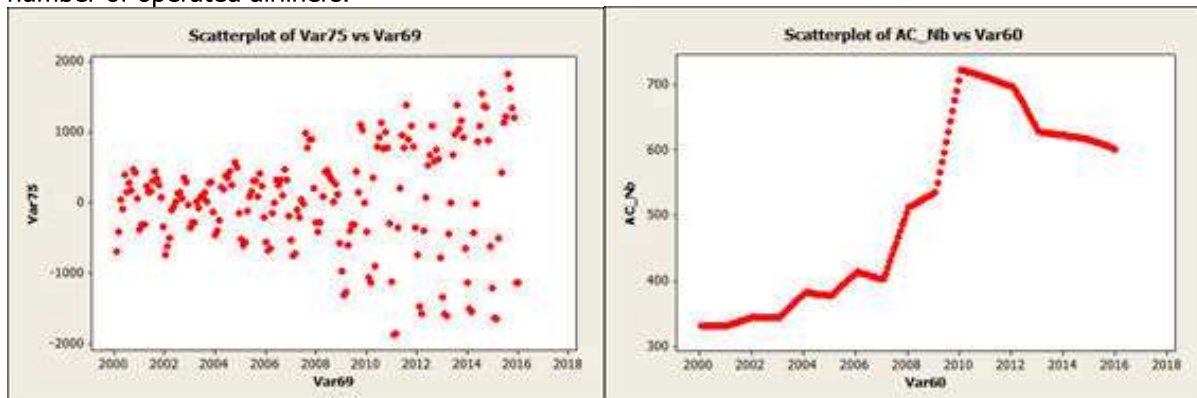 number of operated airliners.
Scatterplot of Var75 vs Var69
2000
1000
0
-1000
-2000
Var75
2000 2002 2004 2006 2008 2010 2012 2014 2016 2018
Var69
Scatterplot of AC_Nb vs Var60
700
600
500
400
300
AC_Nb
2000 2002 2004 2006 2008 2010 2012 2014 2016 2018
Var60